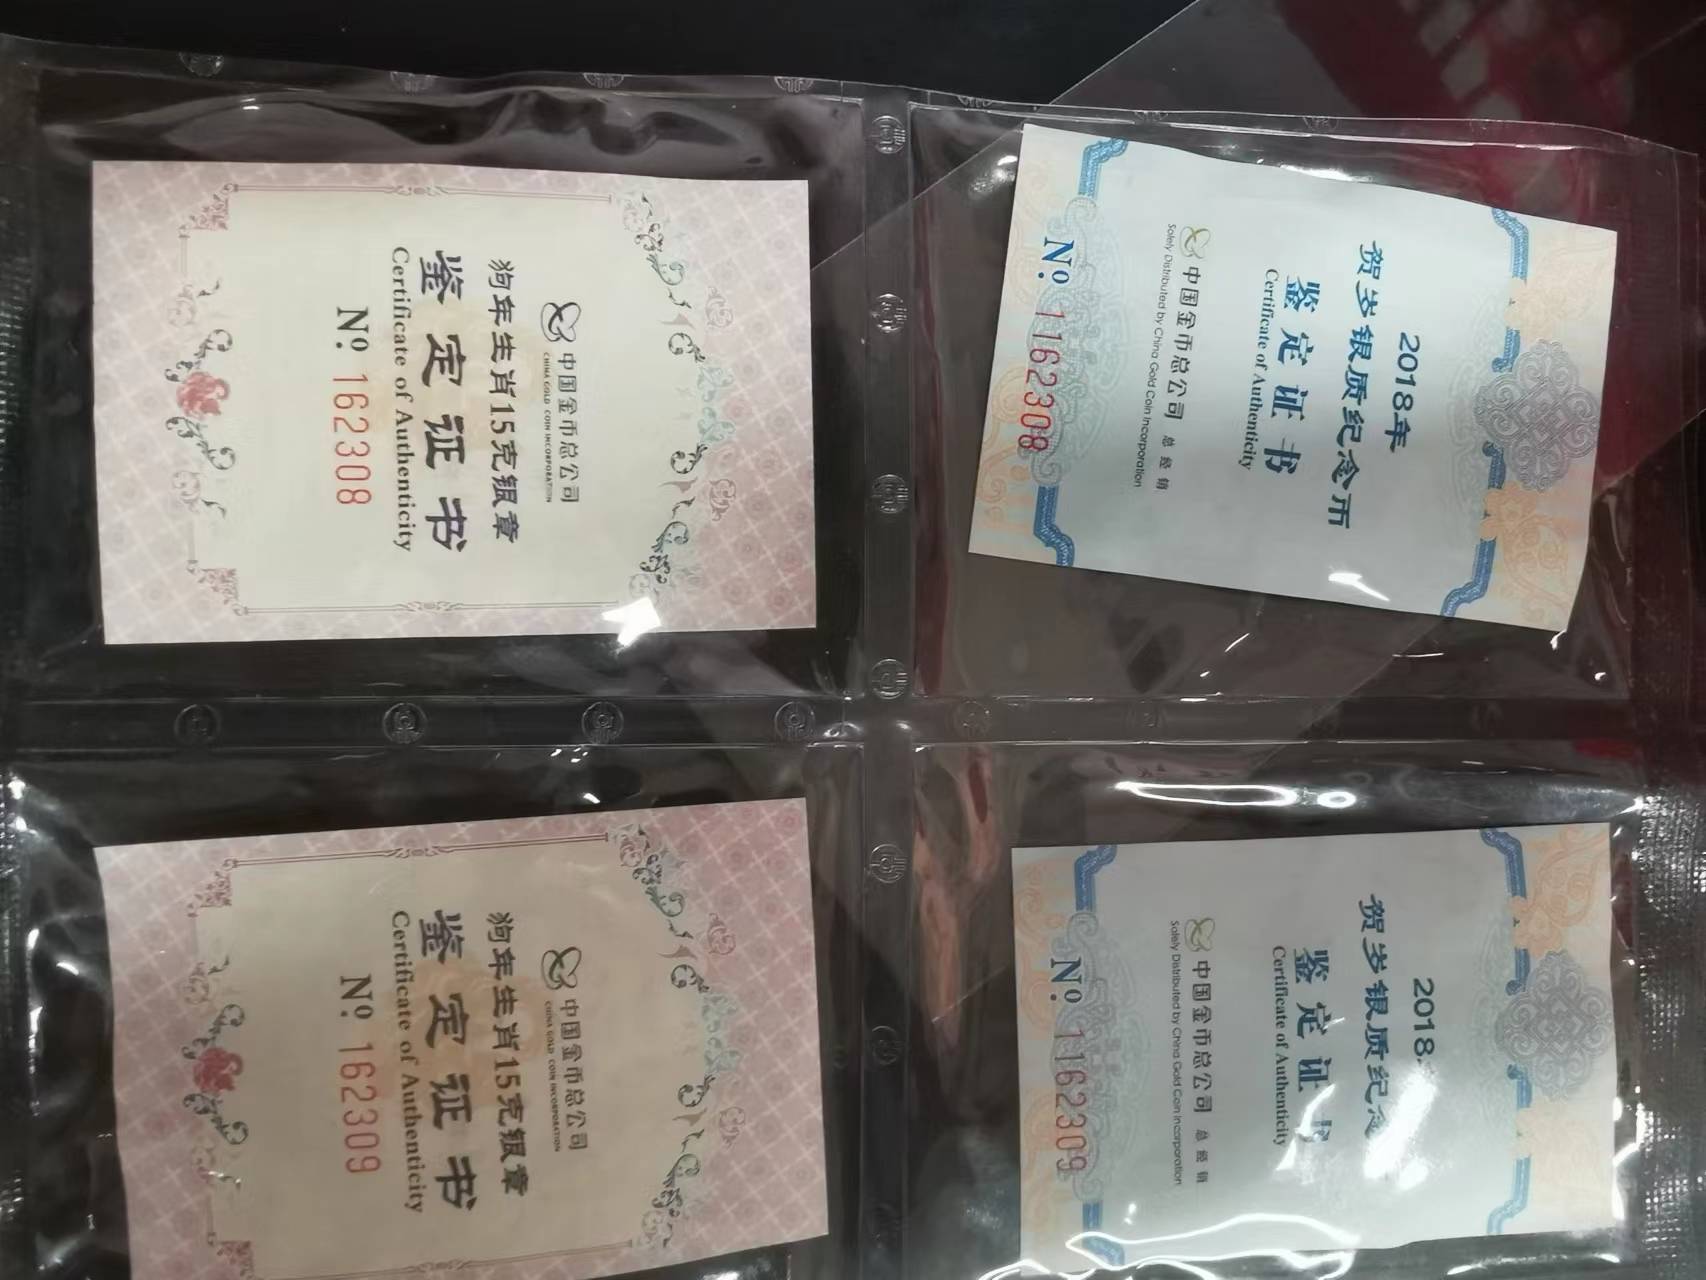 中国金币总公司
CHINA GOLD COIN INCORPORATION
狗年生肖15克银章
鉴定证书
Certificate of Authenticity
Nº. 162308
2018年
贺岁银质纪念币
鉴定证书
Certificate of Authenticity
中国金币总公司 总经销
Solely Distributed by China Gold Coin Incorporation
Nº. 1162308
中国金币总公司
CHINA GOLD COIN INCORPORATION
狗年生肖15克银章
鉴定证书
Certificate of Authenticity
Nº. 162309
2018
贺岁银质纪念
鉴定证书
Certificate of Authenticity
中国金币总公司 总经销
Solely Distributed by China Gold Coin Incorporation
Nº. 1162309